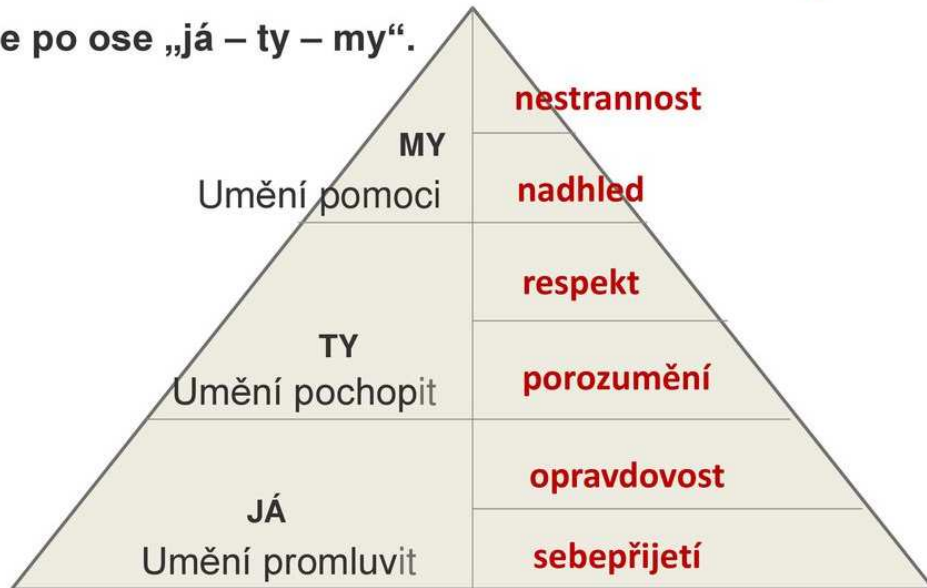 e po ose „já – ty – my“.
nestrannost
MY
Umění pomoci
nadhled
respekt
TY
Umění pochopit
porozumění
opravdovost
JÁ
Umění promluvit
sebepřijetí